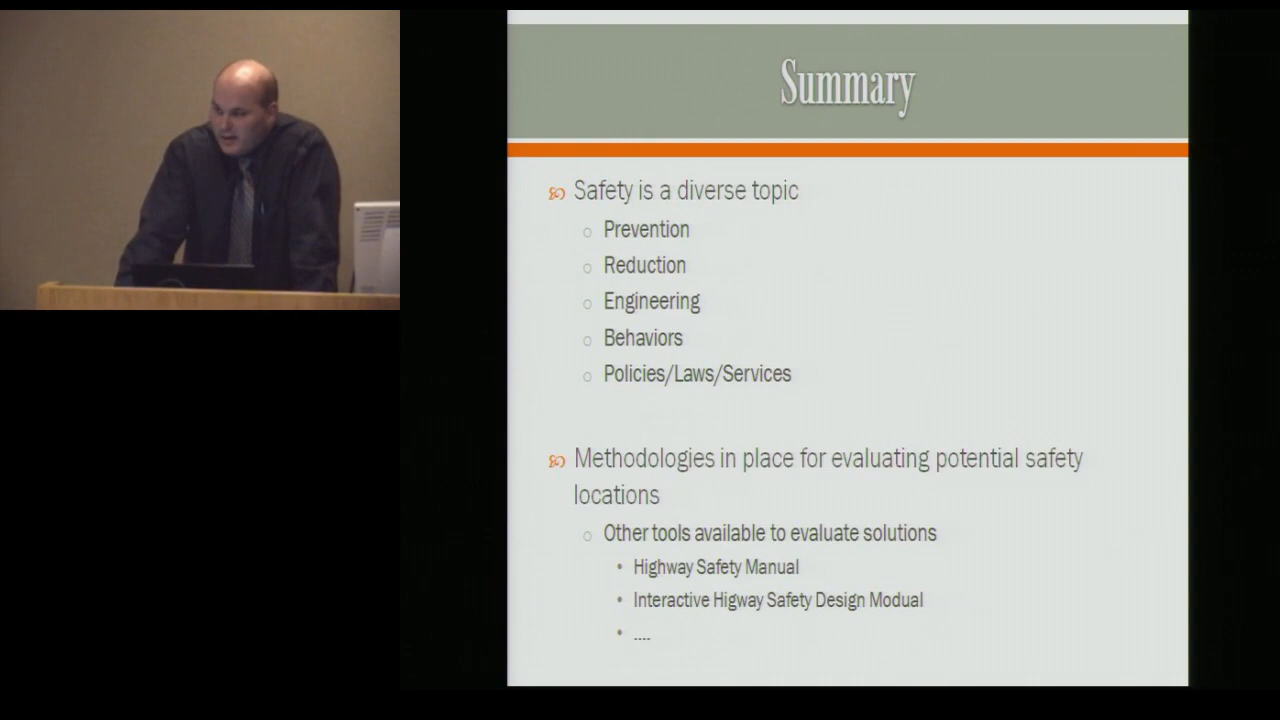 Summary
Safety is a diverse topic
Prevention
Reduction
Engineering
Behaviors
Policies/Laws/Services
Methodologies in place for evaluating potential safety
locations
Other tools available to evaluate solutions
Highway Safety Manual
Interactive Higway Safety Design Modual
....